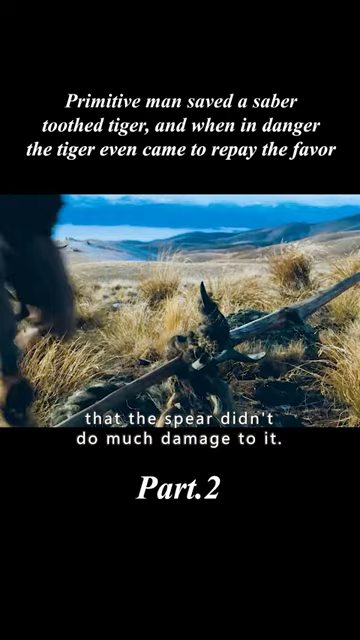 Primitive man saved a saber
toothed tiger, and when in danger
the tiger even came to repay the favor
that the spear didn't
do much damage to it.
Part.2